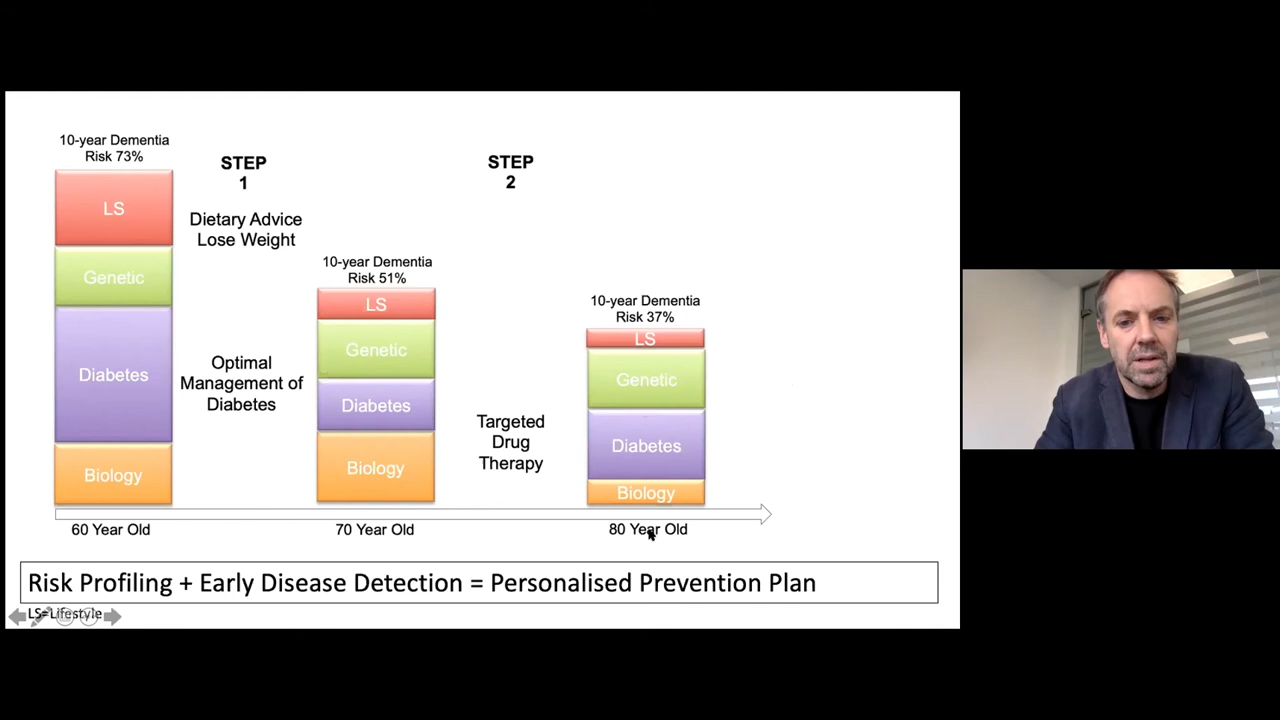 10-year Dementia
Risk 73%
LS
Genetic
Diabetes
Biology
60 Year Old
STEP
1
Dietary Advice
Lose Weight
Optimal
Management of
Diabetes
10-year Dementia
Risk 51%
LS
Genetic
Diabetes
Biology
70 Year Old
STEP
2
Targeted
Drug
Therapy
10-year Dementia
Risk 37%
LS
Genetic
Diabetes
Biology
80 Year Old
Risk Profiling + Early Disease Detection = Personalised Prevention Plan
LS=Lifestyle